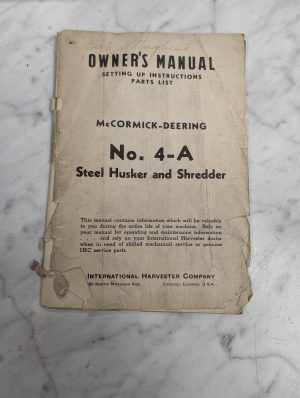 OWNER'S MANUAL
SETTING UP INSTRUCTIONS
PARTS LIST
McCORMICK-DEERING
No. 4-A
Steel Husker and Shredder
This manual contains information which will be valuable
to you during the entire life of your machine. Rely on
your manual for operating and maintenance information
and rely on your International Harvester dealer
when in need of skilled mechanical service or genuine
IHC service parts.
INTERNATIONAL HARVESTER COMPANY
180 NORTH MICHIGAN AVE. CHICAGO, ILLINOIS, U.S.A.